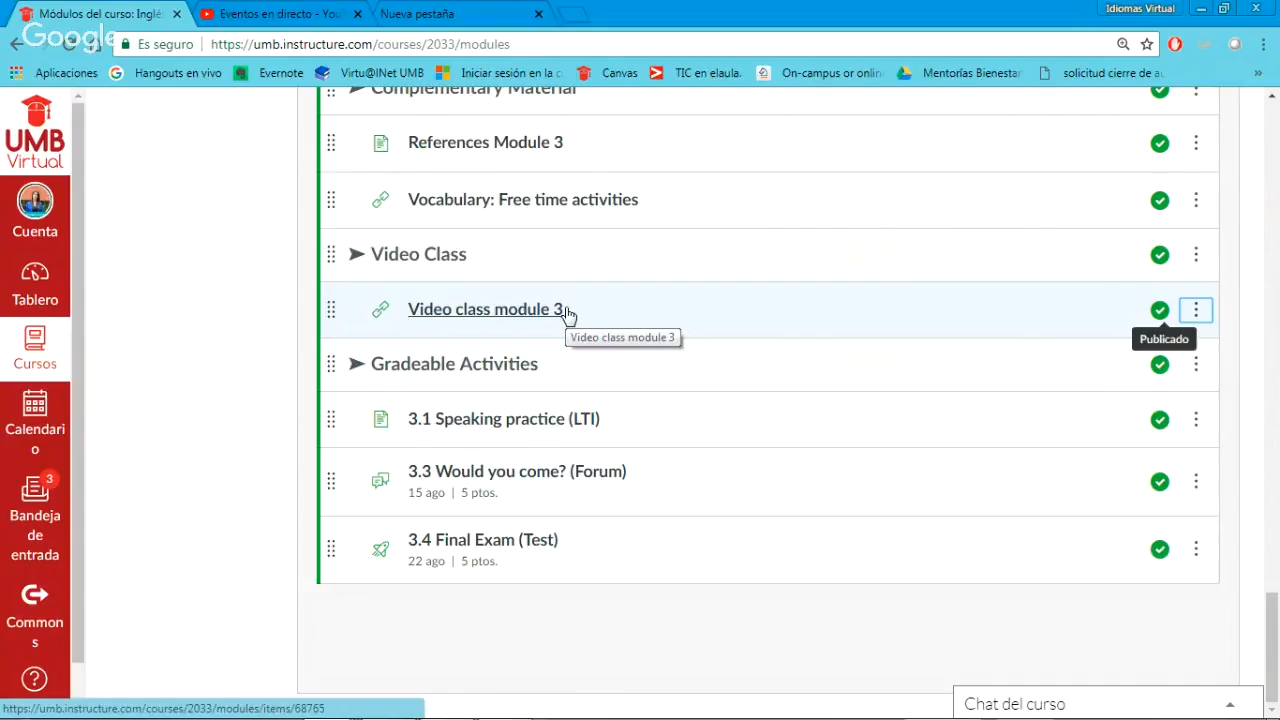 Módulos del curso: Inglé
Eventos en directo - You
Nueva pestaña
Idiomas Virtual
Google
Es seguro
https://umb.instructure.com/courses/2033/modules
Aplicaciones
Hangouts en vivo
Evernote
Virtu@lNet UMB
Iniciar sesión en la c
Canvas
TIC en elaula.
On-campus or onlin
Mentorías Bienestar
solicitud cierre de au
»
UMB
Virtual
Cuenta
Tablero
Cursos
Calendari
o
3
Bandeja
de
entrada
Common
s
Complementary Material
References Module 3
Vocabulary: Free time activities
Video Class
Video class module 3
Video class module 3
Publicado
Gradeable Activities
3.1 Speaking practice (LTI)
3.3 Would you come? (Forum)
15 ago | 5 ptos.
3.4 Final Exam (Test)
22 ago | 5 ptos.
Chat del curso
https://umb.instructure.com/courses/2033/modules/items/68765